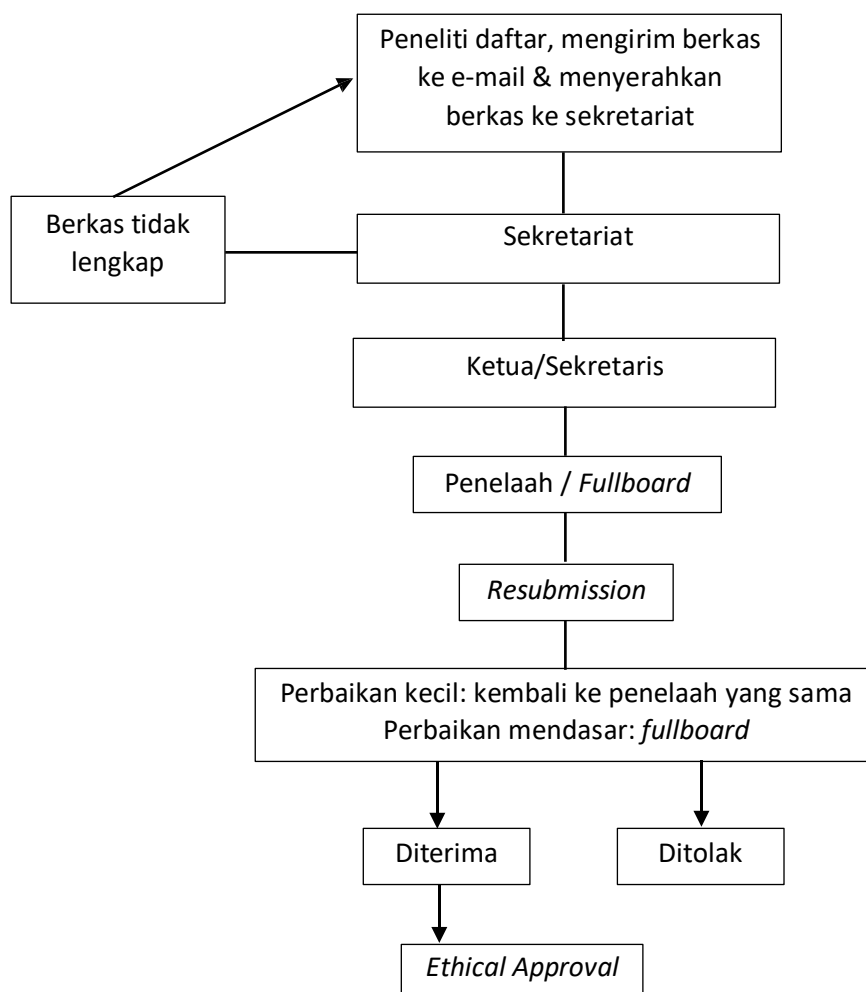 Peneliti daftar, mengirim berkas
ke e-mail & menyerahkan
berkas ke sekretariat
Berkas tidak
lengkap
Sekretariat
Ketua/Sekretaris
Penelaah / Fullboard
Resubmission
Perbaikan kecil: kembali ke penelaah yang sama
Perbaikan mendasar: fullboard
Diterima
Ditolak
Ethical Approval